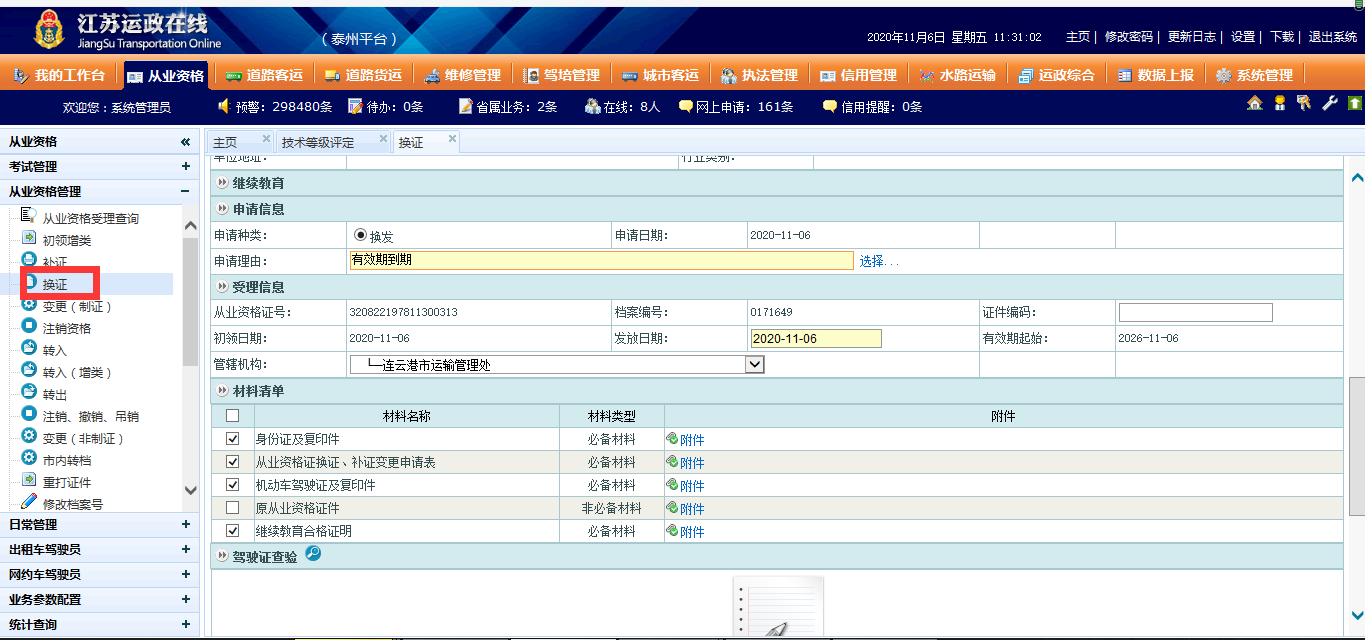 江苏运政在线
JiangSu Transportation Online
（泰州平台）
2020年11月6日 星期五 11:31:02 主页| 修改密码| 更新日志| 设置| 下载| 退出系统
我的工作台 从业资格 道路客运 道路货运 维修管理 驾培管理 城市客运 执法管理 信用管理 水路运输 运政综合 数据上报 系统管理
欢迎您：系统管理员 预警：298480条 待办：0条 省属业务：2条 在线：8人 网上申请：161条 信用提醒：0条
从业资格 «
考试管理 +
从业资格管理 −
从业资格受理查询
初领增类
补证
换证
变更（制证）
注销资格
转入
转入（增类）
转出
注销、撤销、吊销
变更（非制证）
市内转档
重打证件
修改档案号
日常管理 +
出租车驾驶员 +
网约车驾驶员 +
业务参数配置 +
统计查询 +
主页 × 技术等级评定 × 换证 ×
单位地址： 行业类别：
继续教育
申请信息
申请种类： 换发 申请日期： 2020-11-06
申请理由： 有效期到期 选择...
受理信息
从业资格证号： 320822197811300313 档案编号： 0171649 证件编码：
初领日期： 2020-11-06 发放日期： 2020-11-06 有效期起始： 2026-11-06
管辖机构： └─连云港市运输管理处
材料清单
材料名称 材料类型 附件
身份证及复印件 必备材料 附件
从业资格证换证、补证变更申请表 必备材料 附件
机动车驾驶证及复印件 必备材料 附件
原从业资格证件 非必备材料 附件
继续教育合格证明 必备材料 附件
驾驶证查验